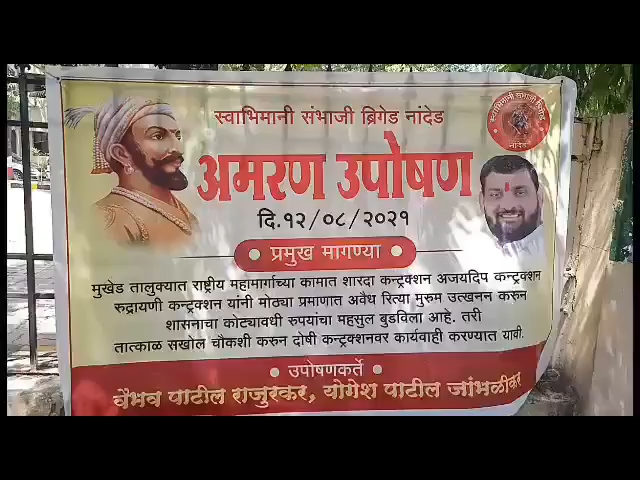 स्वाभिमानी संभाजी ब्रिगेड नांदेड
स्वाभिमानी संभाजी ब्रिगेड
नांदेड
अमरण उपोषण
दि.१२/०८/२०२१
प्रमुख मागण्या
मुखेड तालुक्यात राष्ट्रीय महामार्गाच्या कामात शारदा कन्ट्रक्शन अजयदिप कन्ट्रक्शन
रुद्रायणी कन्ट्रक्शन यांनी मोठ्या प्रमाणात अवैध रित्या मुरुम उत्खनन करुन
शासनाचा कोट्यावधी रुपयांचा महसुल बुडविला आहे. तरी
तात्काळ सखोल चौकशी करुन दोषी कन्ट्रक्शनवर कार्यवाही करण्यात यावी.
उपोषणकर्ते
वैभव पाटील राजुरकर, योगेश पाटील जांभळीकर